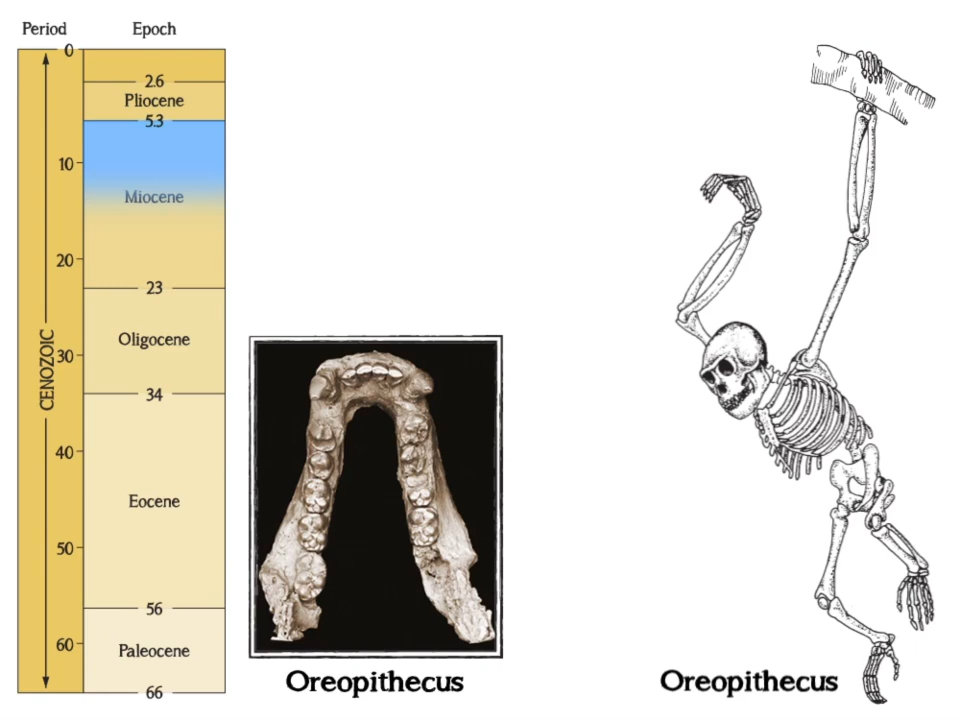 Period Epoch
0
2.6
Pliocene
5.3
10
Miocene
20
23
Oligocene
30
CENOZOIC
34
40
Eocene
50
56
60
Paleocene
66
Oreopithecus
Oreopithecus